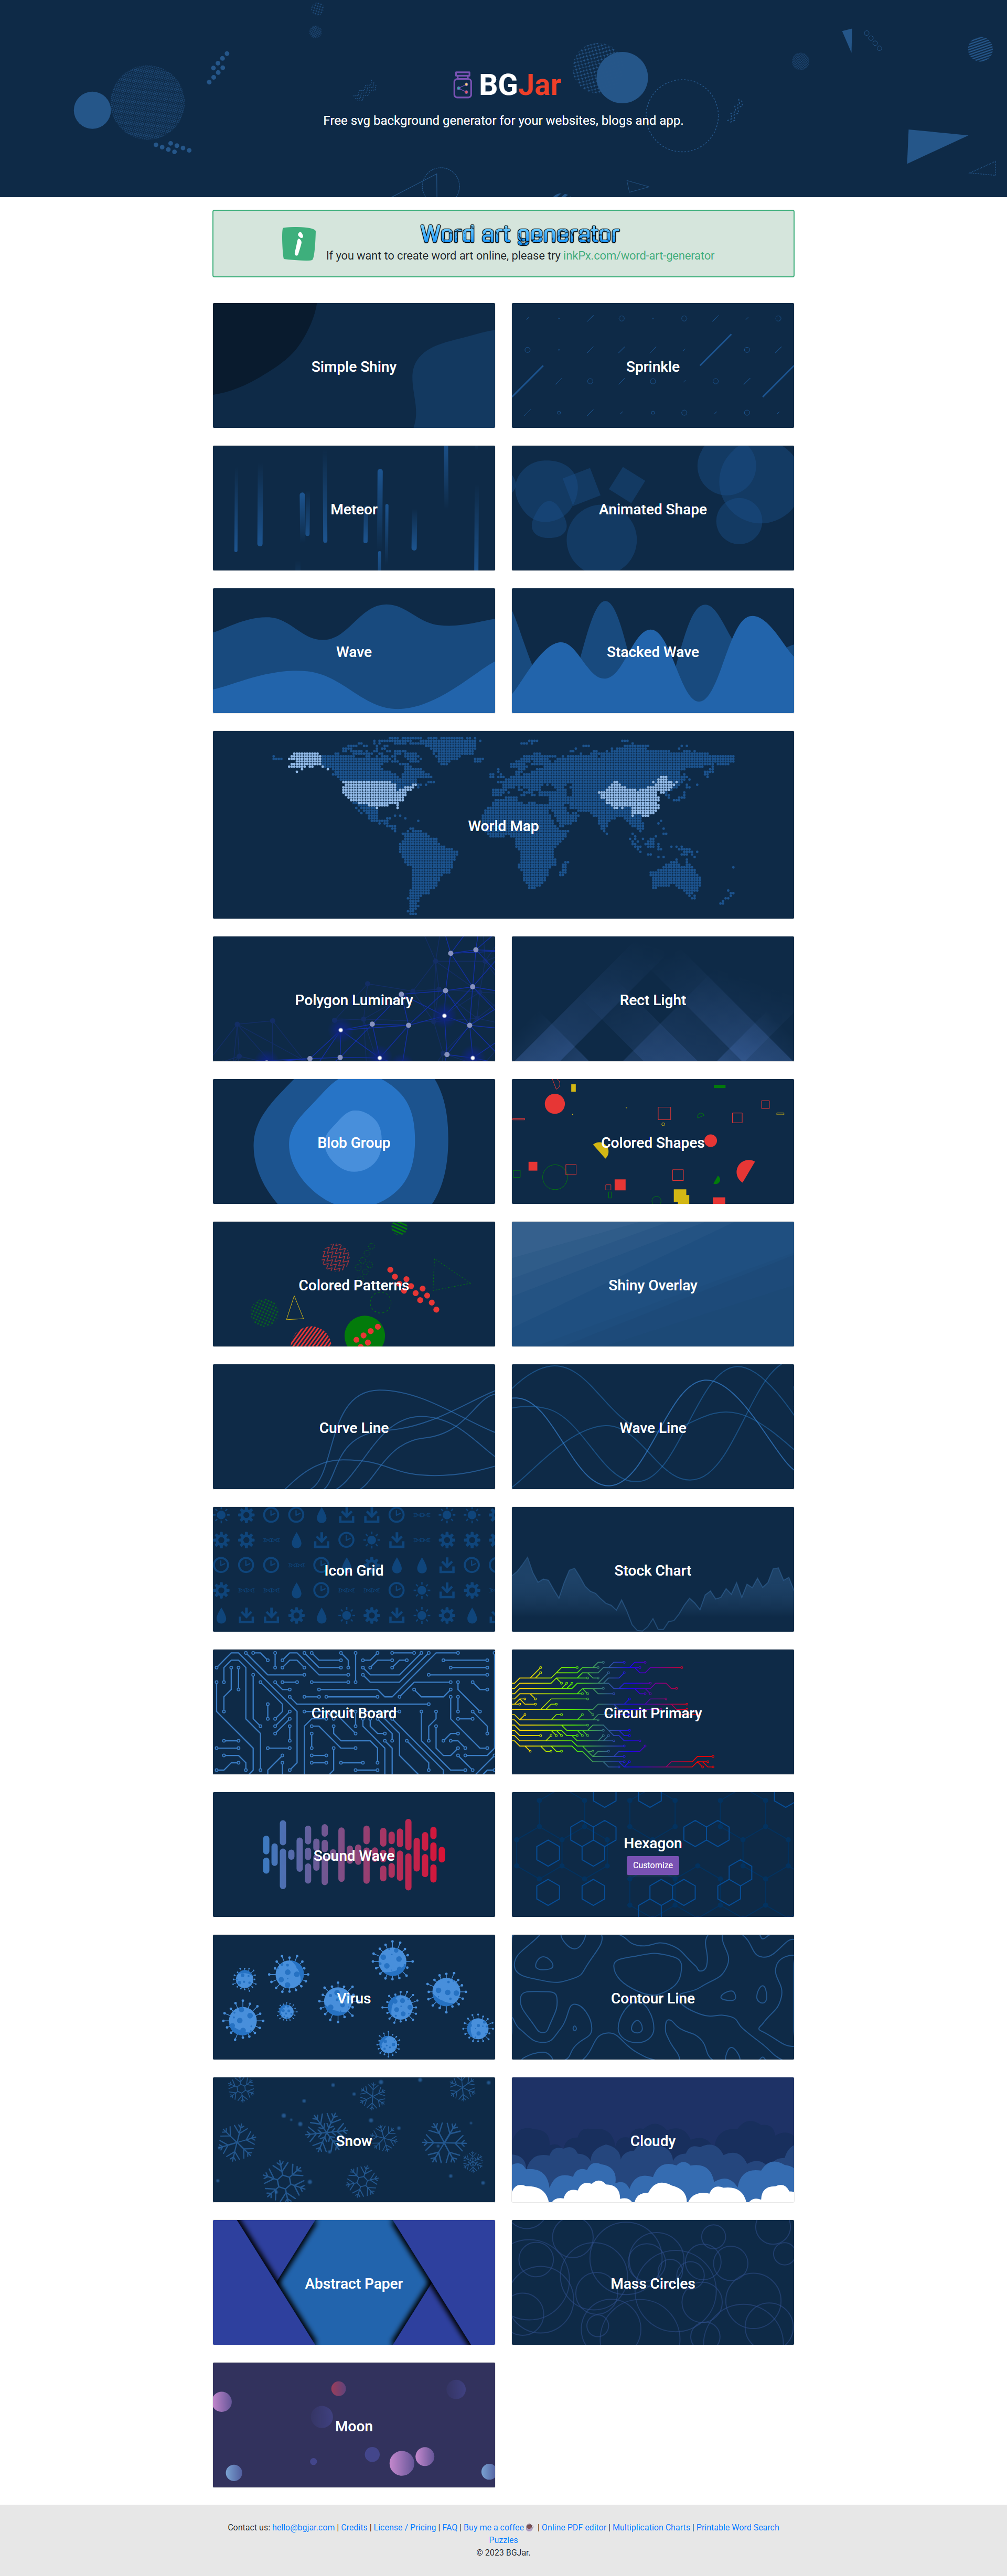 BGJar
Free svg background generator for your websites, blogs and app.
Word art generator
If you want to create word art online, please try inkPx.com/word-art-generator
Simple Shiny
Sprinkle
Meteor
Animated Shape
Wave
Stacked Wave
World Map
Polygon Luminary
Rect Light
Blob Group
Colored Shapes
Colored Patterns
Shiny Overlay
Curve Line
Wave Line
Icon Grid
Stock Chart
Circuit Board
Circuit Primary
Sound Wave
Hexagon
Customize
Virus
Contour Line
Snow
Cloudy
Abstract Paper
Mass Circles
Moon
Contact us: hello@bgjar.com | Credits | License / Pricing | FAQ | Buy me a coffee | Online PDF editor | Multiplication Charts | Printable Word Search
Puzzles
© 2023 BGJar.